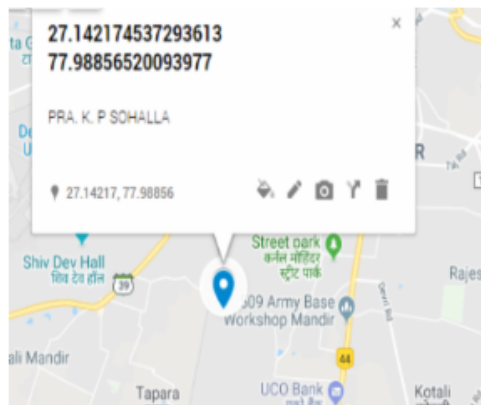 27.142174537293613
77.98856520093977
PRA. K. P SOHALLA
27.14217, 77.98856
Shiv Dev Hall
शिव देव हॉल
39
Street park
कर्नल मोहिंदर
स्ट्रीट पार्क
509 Army Base
Workshop Mandir
Rajes
ali Mandir
44
Tapara
UCO Bank
Kotali